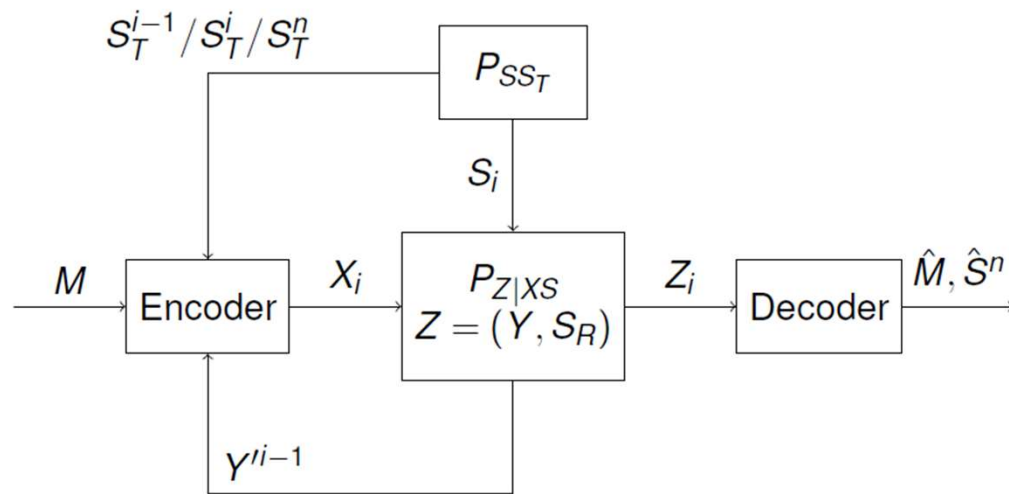 $S_T^{i-1}/S_T^i/S_T^n$
$P_{SS_T}$
$S_i$
$M$
Encoder
$X_i$
$P_{Z|XS}$
$Z = (Y, S_R)$
$Z_i$
Decoder
$\hat{M}, \hat{S}^n$
$Y'^{i-1}$